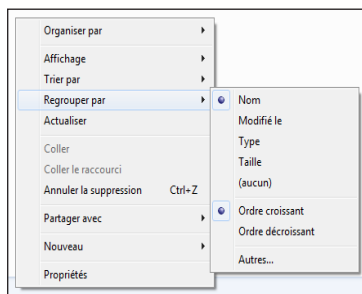 Organiser par
Affichage
Trier par
Regrouper par
Actualiser
Coller
Coller le raccourci
Annuler la suppression Ctrl+Z
Partager avec
Nouveau
Propriétés
Nom
Modifié le
Type
Taille
(aucun)
Ordre croissant
Ordre décroissant
Autres...